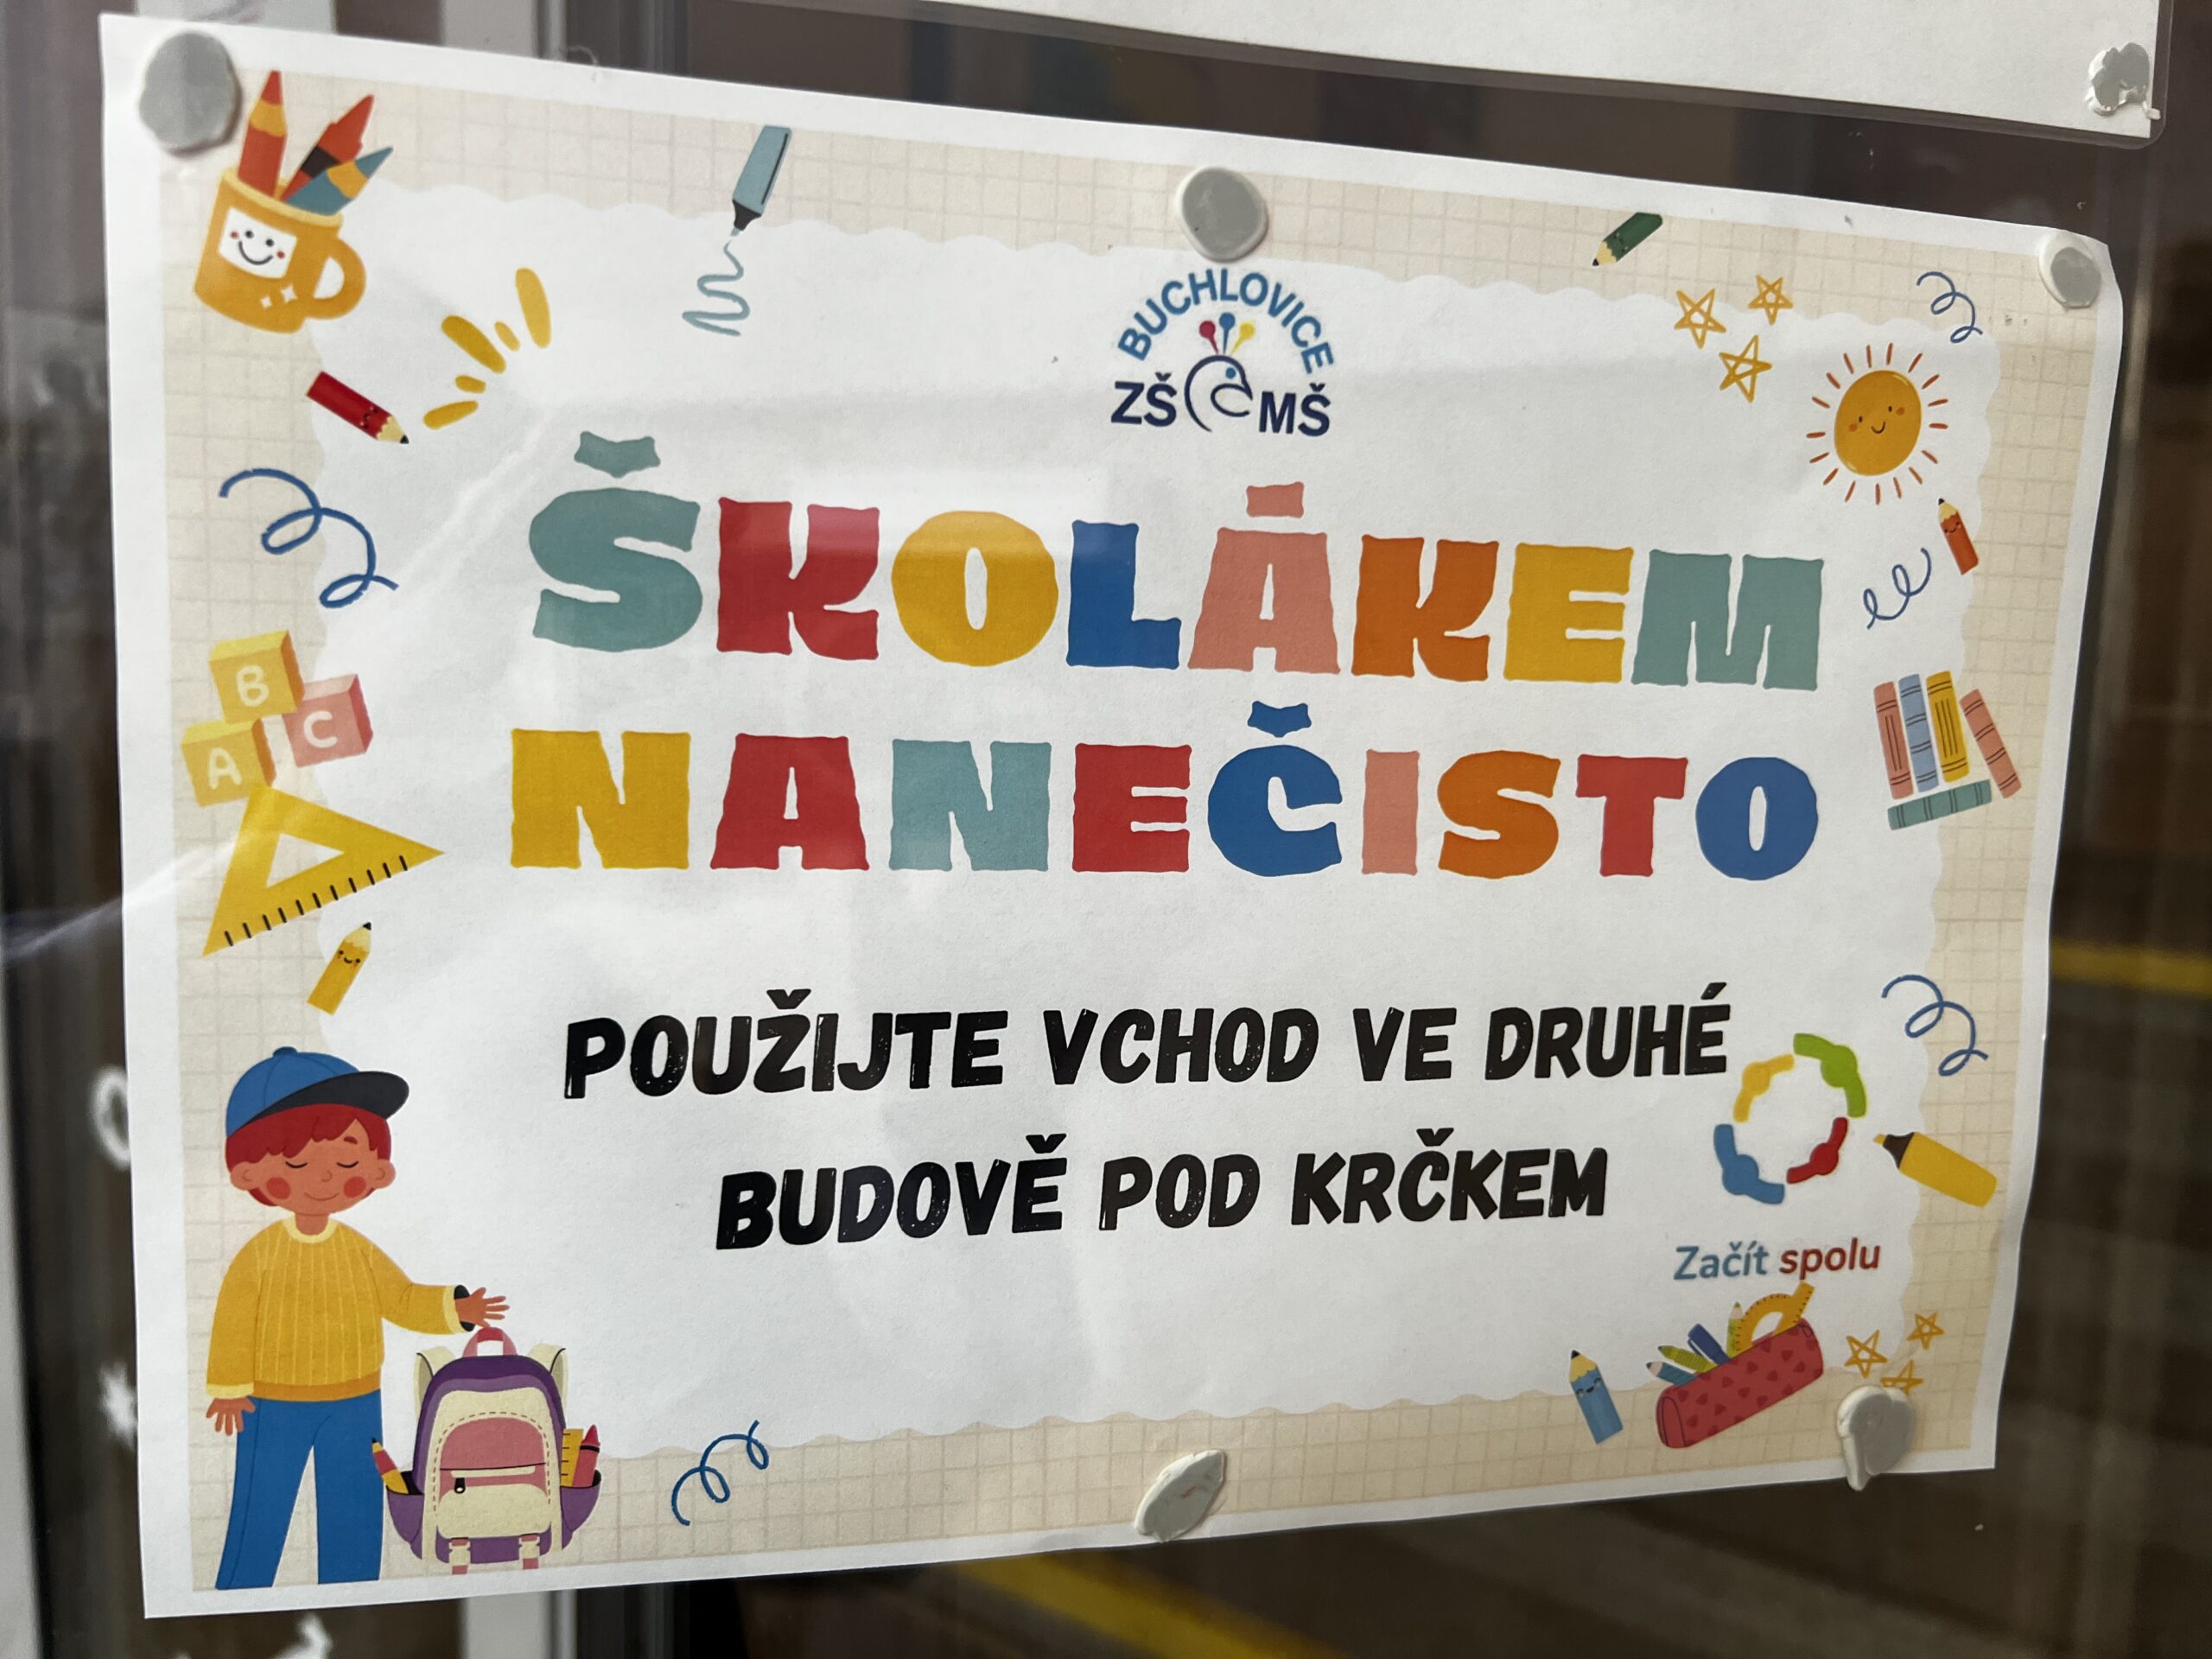 BUCHLOVICE
ZŠ MŠ
ŠKOLÁKEM
NANEČISTO
POUŽIJTE VCHOD VE DRUHÉ
BUDOVĚ POD KRČKEM
Začít spolu
B
A C